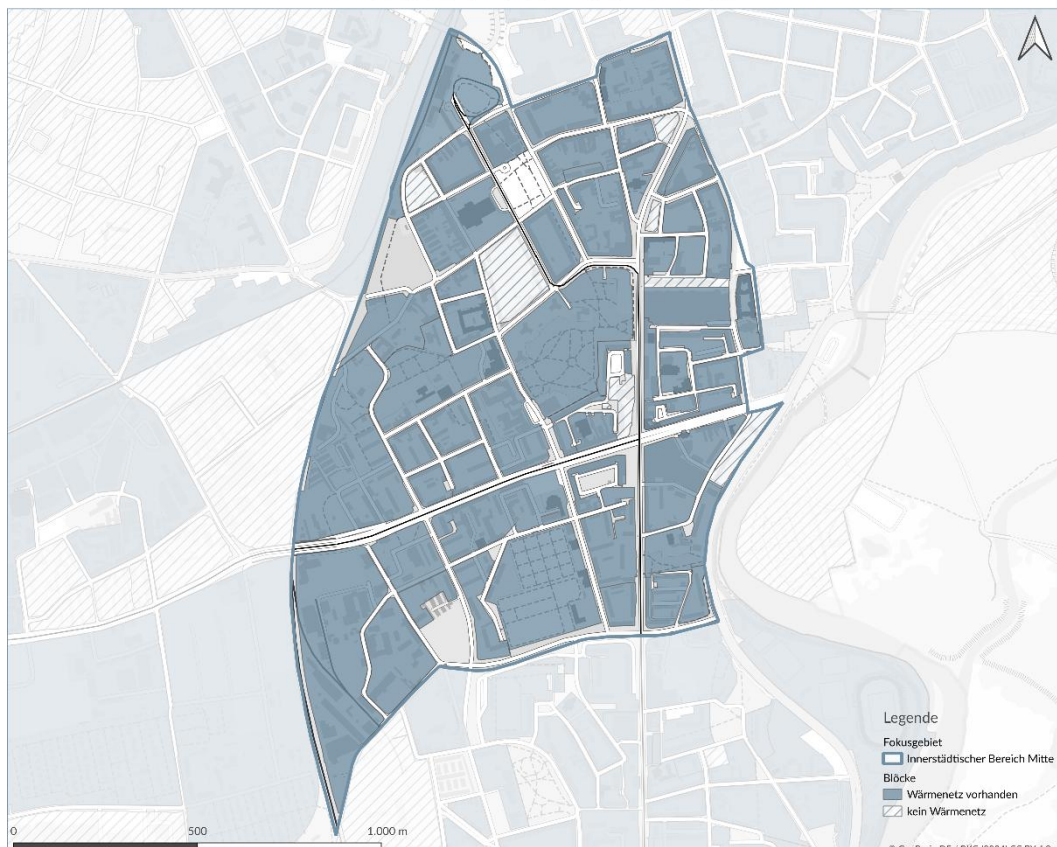 Legende
Fokusgebiet
Innerstädtischer Bereich Mitte
Blöcke
Wärmenetz vorhanden
kein Wärmenetz
0 500 1.000 m